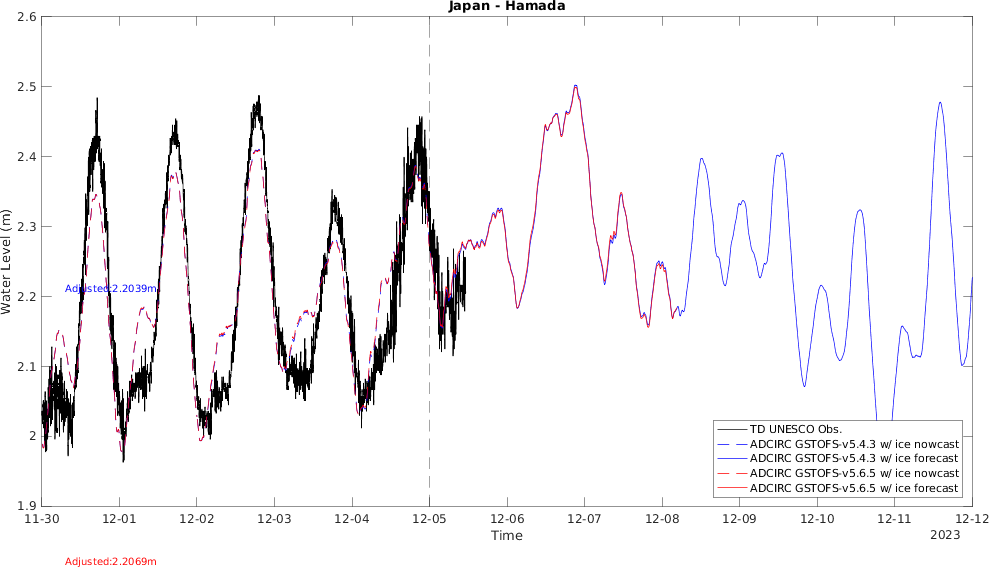 Japan - Hamada
2.6
2.5
2.4
2.3
2.2
2.1
2
1.9
Water Level (m)
Adjusted:2.2039m
TD UNESCO Obs.
ADCIRC GSTOFS-v5.4.3 w/ ice nowcast
ADCIRC GSTOFS-v5.4.3 w/ ice forecast
ADCIRC GSTOFS-v5.6.5 w/ ice nowcast
ADCIRC GSTOFS-v5.6.5 w/ ice forecast
11-30 12-01 12-02 12-03 12-04 12-05 12-06 12-07 12-08 12-09 12-10 12-11 12-12
Time
2023
Adjusted:2.2069m